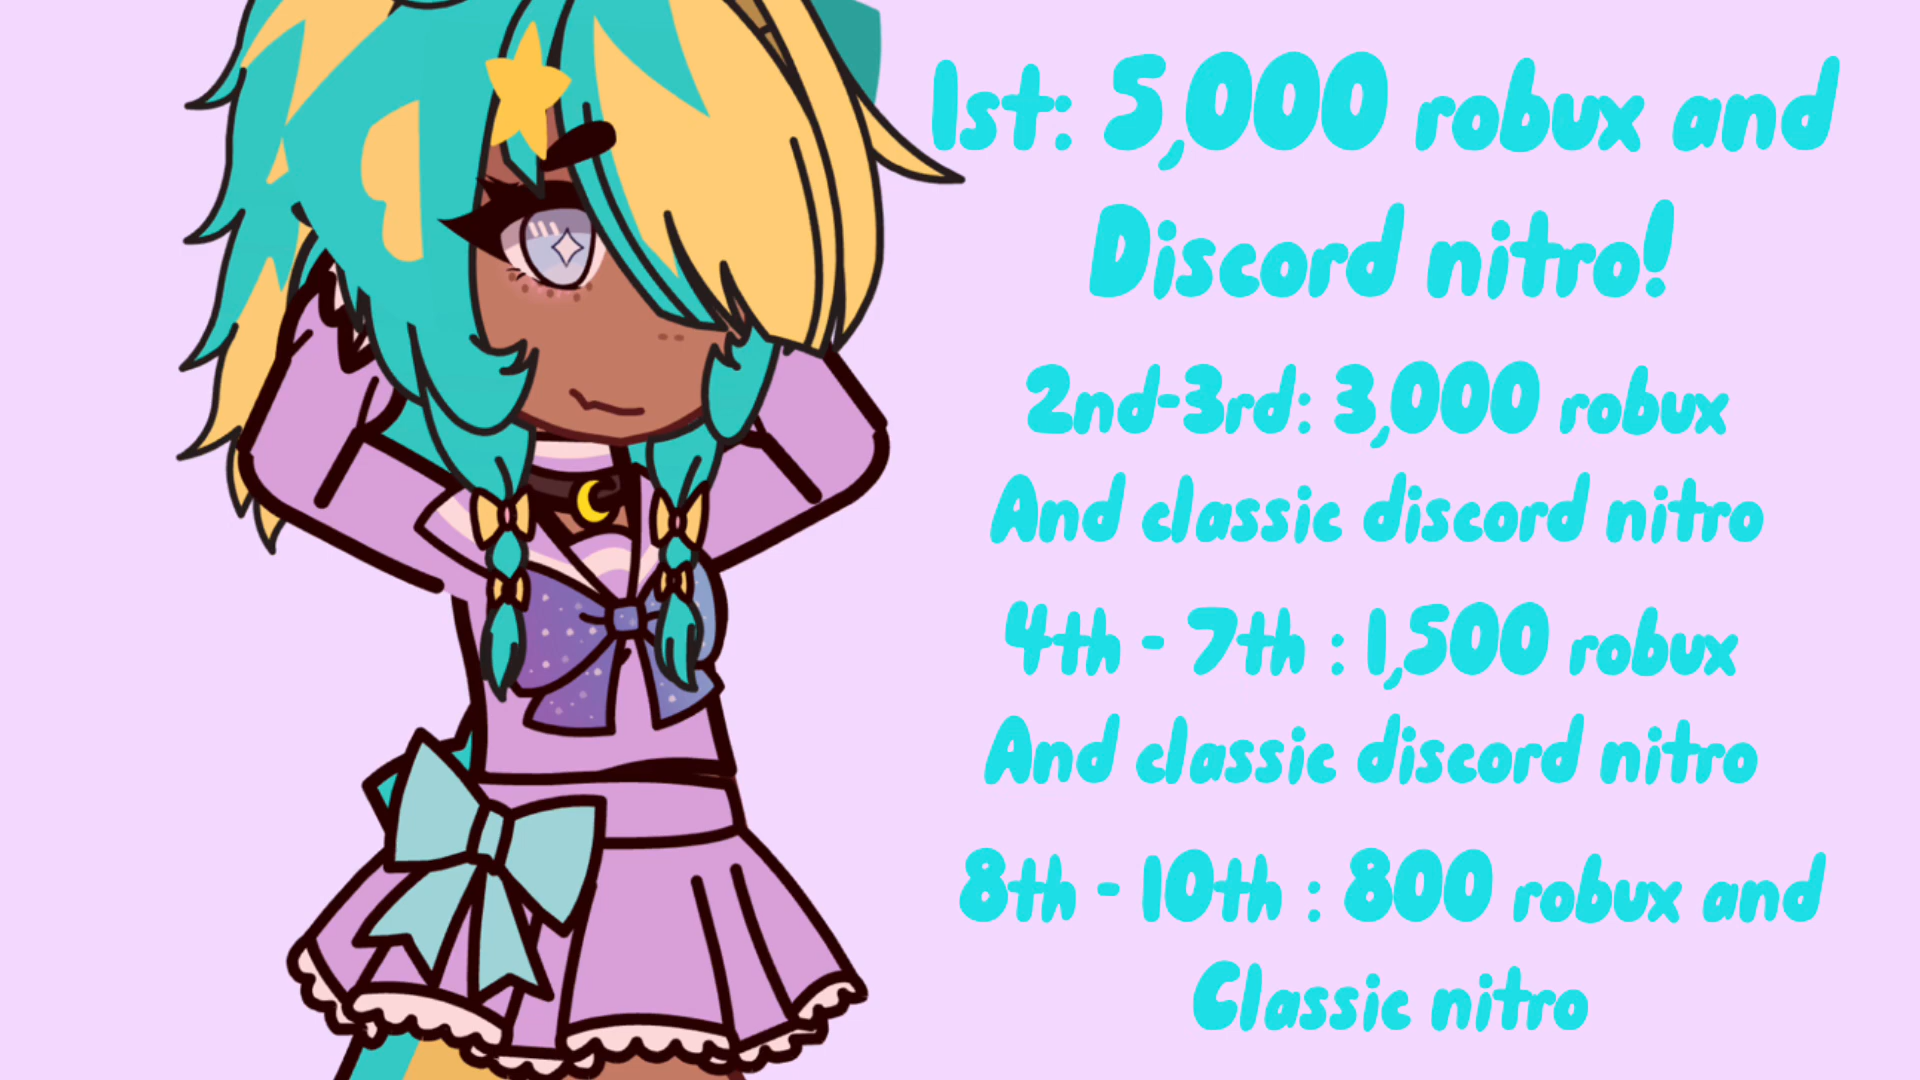 1st: 5,000 robux and
Discord nitro!
2nd-3rd: 3,000 robux
And classic discord nitro
4th - 7th : 1,500 robux
And classic discord nitro
8th - 10th : 800 robux and
Classic nitro